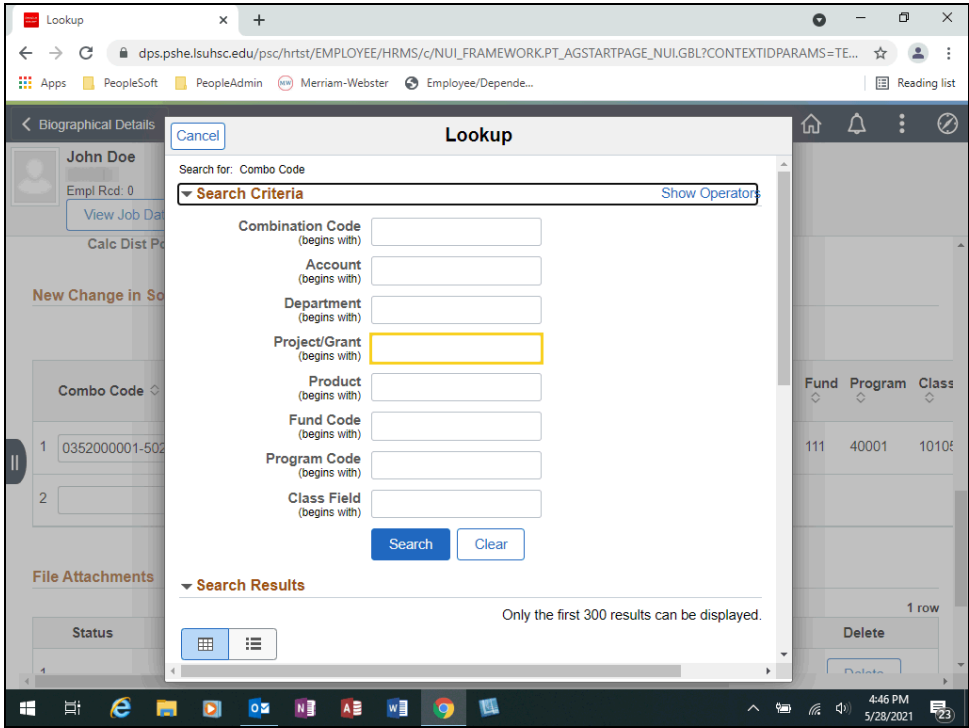 Lookup
dps.pshe.lsuhsc.edu/psc/hrtst/EMPLOYEE/HRMS/c/NUI_FRAMEWORK.PT_AGSTARTPAGE_NUI.GBL?CONTEXTIDPARAMS=TE...
Apps PeopleSoft PeopleAdmin MW Merriam-Webster Employee/Depende... Reading list
Biographical Details
Cancel Lookup
John Doe
Empl Rcd: 0
View Job Dat
Calc Dist Po
New Change in So
Combo Code
Fund Program Class
1 0352000001-502 111 40001 10105
2
File Attachments
1 row
Status Delete
1 Delete
Search for: Combo Code
Search Criteria Show Operators
Combination Code
(begins with)
Account
(begins with)
Department
(begins with)
Project/Grant
(begins with)
Product
(begins with)
Fund Code
(begins with)
Program Code
(begins with)
Class Field
(begins with)
Search Clear
Search Results
Only the first 300 results can be displayed.
4:46 PM
5/28/2021
23